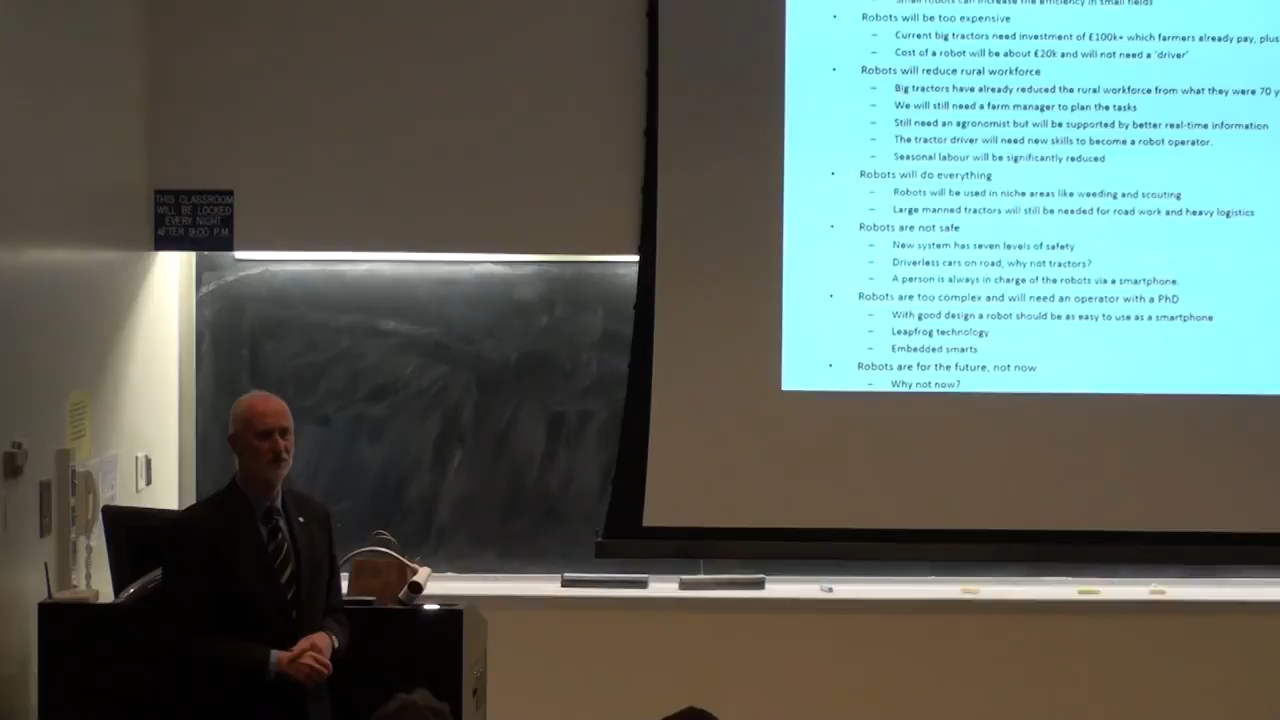 Small robots can increase the efficiency in small fields
• Robots will be too expensive
– Current big tractors need investment of £100k+ which farmers already pay, plus
– Cost of a robot will be about £20k and will not need a 'driver'
• Robots will reduce rural workforce
– Big tractors have already reduced the rural workforce from what they were 70 y
– We will still need a farm manager to plan the tasks
– Still need an agronomist but will be supported by better real-time information
– The tractor driver will need new skills to become a robot operator.
– Seasonal labour will be significantly reduced
• Robots will do everything
– Robots will be used in niche areas like weeding and scouting
– Large manned tractors will still be needed for road work and heavy logistics
• Robots are not safe
– New system has seven levels of safety
– Driverless cars on road, why not tractors?
– A person is always in charge of the robots via a smartphone.
• Robots are too complex and will need an operator with a PhD
– With good design a robot should be as easy to use as a smartphone
– Leapfrog technology
– Embedded smarts
• Robots are for the future, not now
– Why not now?
THIS CLASSROOM
WILL BE LOCKED
EVERY NIGHT
AFTER 9:00 P.M.